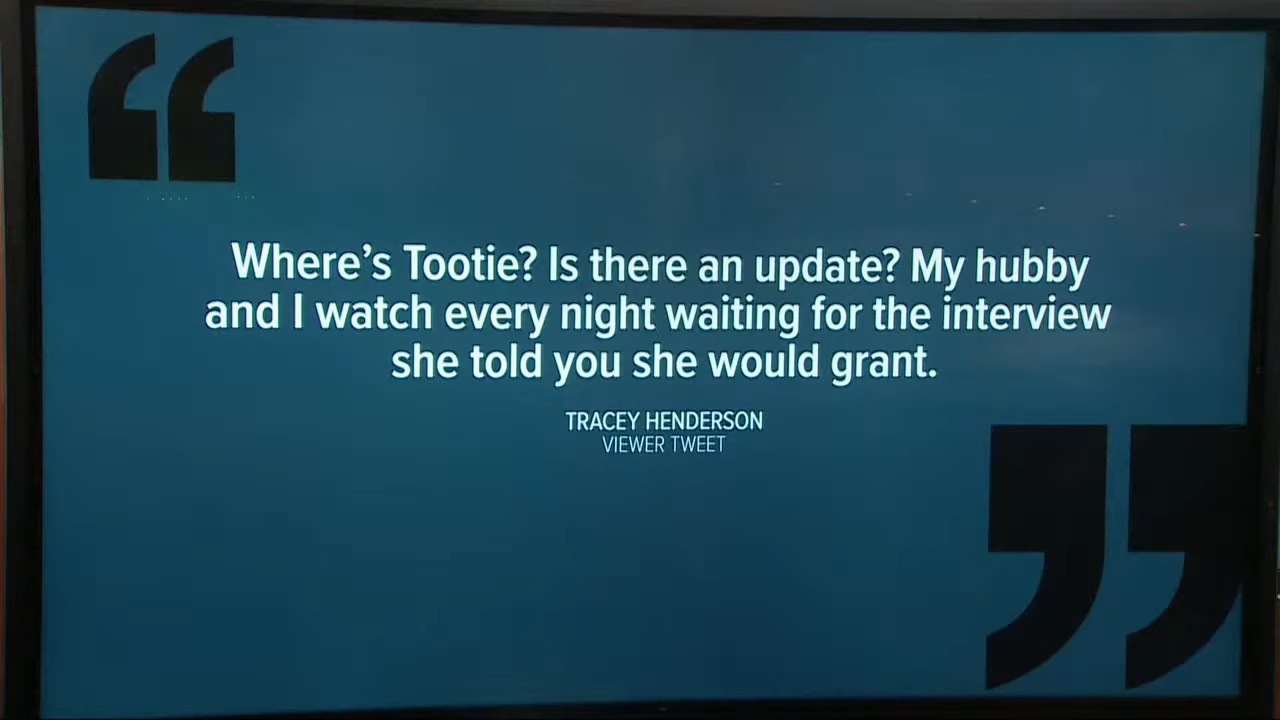 Where's Tootie? Is there an update? My hubby
and I watch every night waiting for the interview
she told you she would grant.
TRACEY HENDERSON
VIEWER TWEET